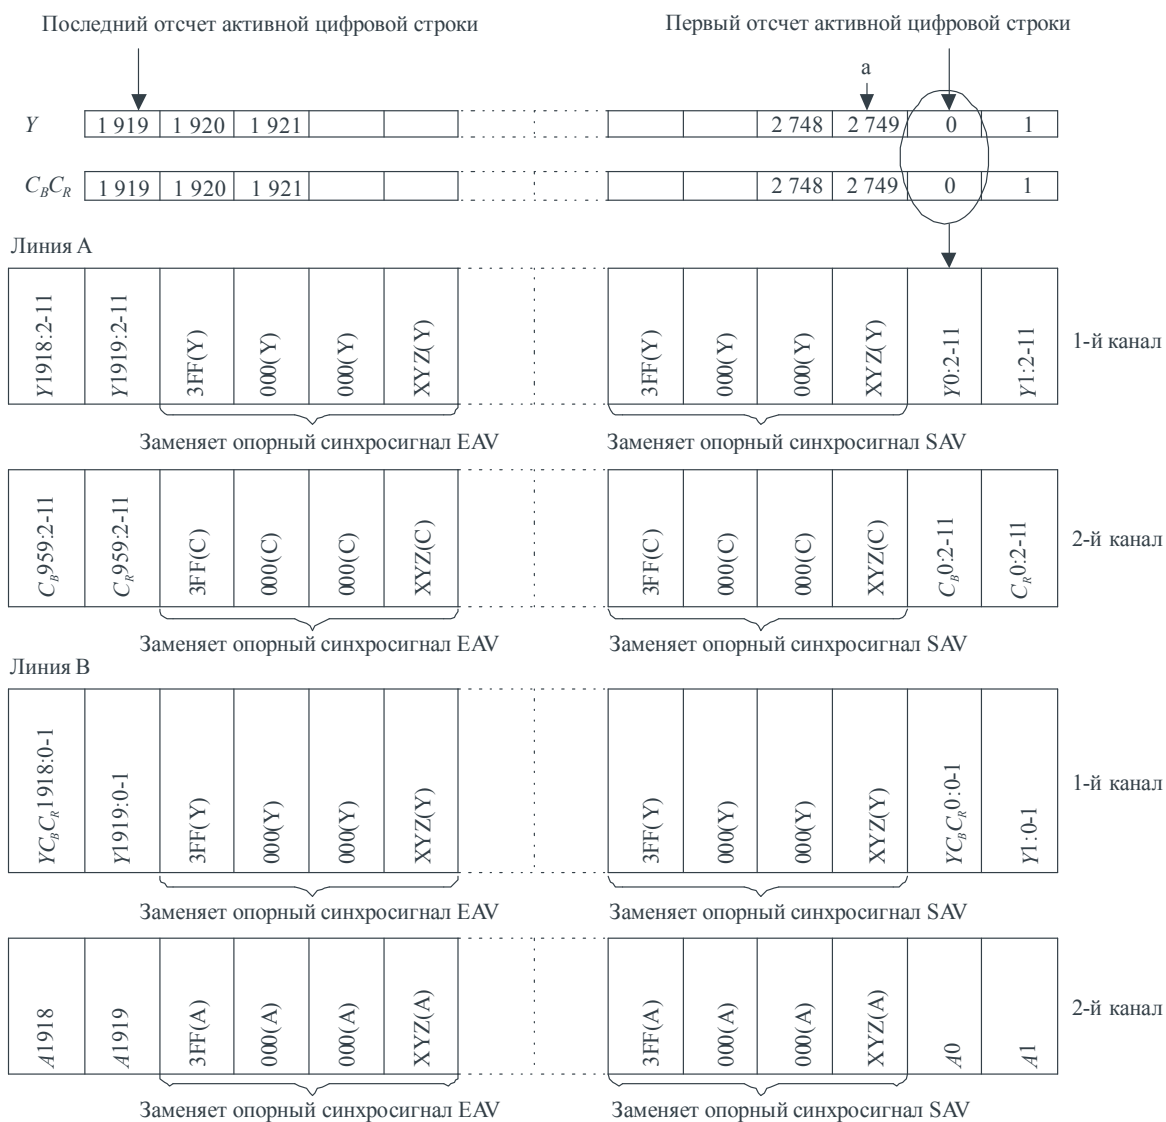 Последний отсчет активной цифровой строки
Первый отсчет активной цифровой строки
a
Y 1 919 1 920 1 921 2 748 2 749 0 1
C_BC_R 1 919 1 920 1 921 2 748 2 749 0 1
Линия A
Y1918:2-11 Y1919:2-11 3FF(Y) 000(Y) 000(Y) XYZ(Y) 3FF(Y) 000(Y) 000(Y) XYZ(Y) Y0:2-11 Y1:2-11 1-й канал
Заменяет опорный синхросигнал EAV
Заменяет опорный синхросигнал SAV
C_B959:2-11 C_R959:2-11 3FF(C) 000(C) 000(C) XYZ(C) 3FF(C) 000(C) 000(C) XYZ(C) C_B0:2-11 C_R0:2-11 2-й канал
Заменяет опорный синхросигнал EAV
Заменяет опорный синхросигнал SAV
Линия B
YC_BC_R1918:0-1 Y1919:0-1 3FF(Y) 000(Y) 000(Y) XYZ(Y) 3FF(Y) 000(Y) 000(Y) XYZ(Y) YC_BC_R0:0-1 Y1:0-1 1-й канал
Заменяет опорный синхросигнал EAV
Заменяет опорный синхросигнал SAV
A1918 A1919 3FF(A) 000(A) 000(A) XYZ(A) 3FF(A) 000(A) 000(A) XYZ(A) A0 A1 2-й канал
Заменяет опорный синхросигнал EAV
Заменяет опорный синхросигнал SAV